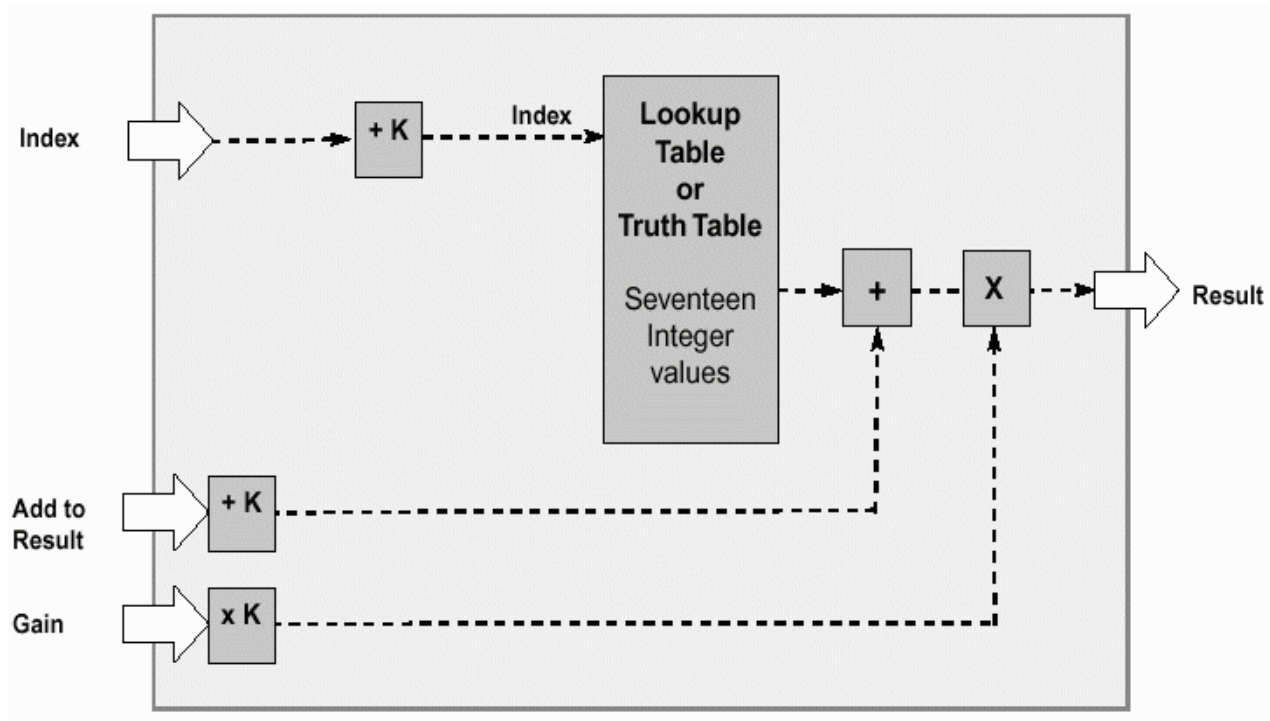 Index
+ K
Index
Lookup
Table
or
Truth Table
Seventeen
Integer
values
+
X
Result
Add to
Result
+ K
Gain
x K